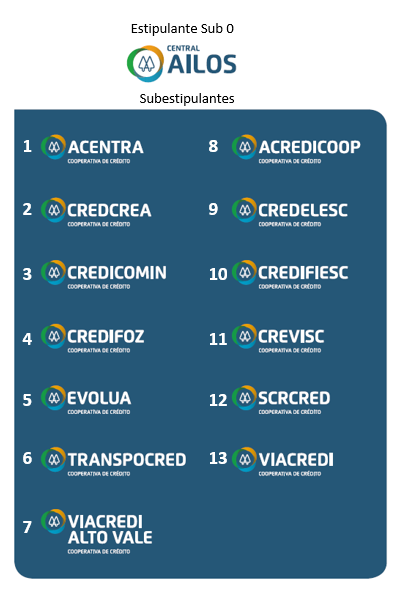 Estipulante Sub 0
CENTRAL
AILOS
Subestipulantes
1 ACENTRA
COOPERATIVA DE CRÉDITO
2 CREDCREA
COOPERATIVA DE CRÉDITO
3 CREDICOMIN
COOPERATIVA DE CRÉDITO
4 CREDIFOZ
COOPERATIVA DE CRÉDITO
5 EVOLUA
COOPERATIVA DE CRÉDITO
6 TRANSPOCRED
COOPERATIVA DE CRÉDITO
7 VIACREDI
ALTO VALE
COOPERATIVA DE CRÉDITO
8 ACREDICOOP
COOPERATIVA DE CRÉDITO
9 CREDELESC
COOPERATIVA DE CRÉDITO
10 CREDIFIESC
COOPERATIVA DE CRÉDITO
11 CREVISC
COOPERATIVA DE CRÉDITO
12 SCRCRED
COOPERATIVA DE CRÉDITO
13 VIACREDI
COOPERATIVA DE CRÉDITO